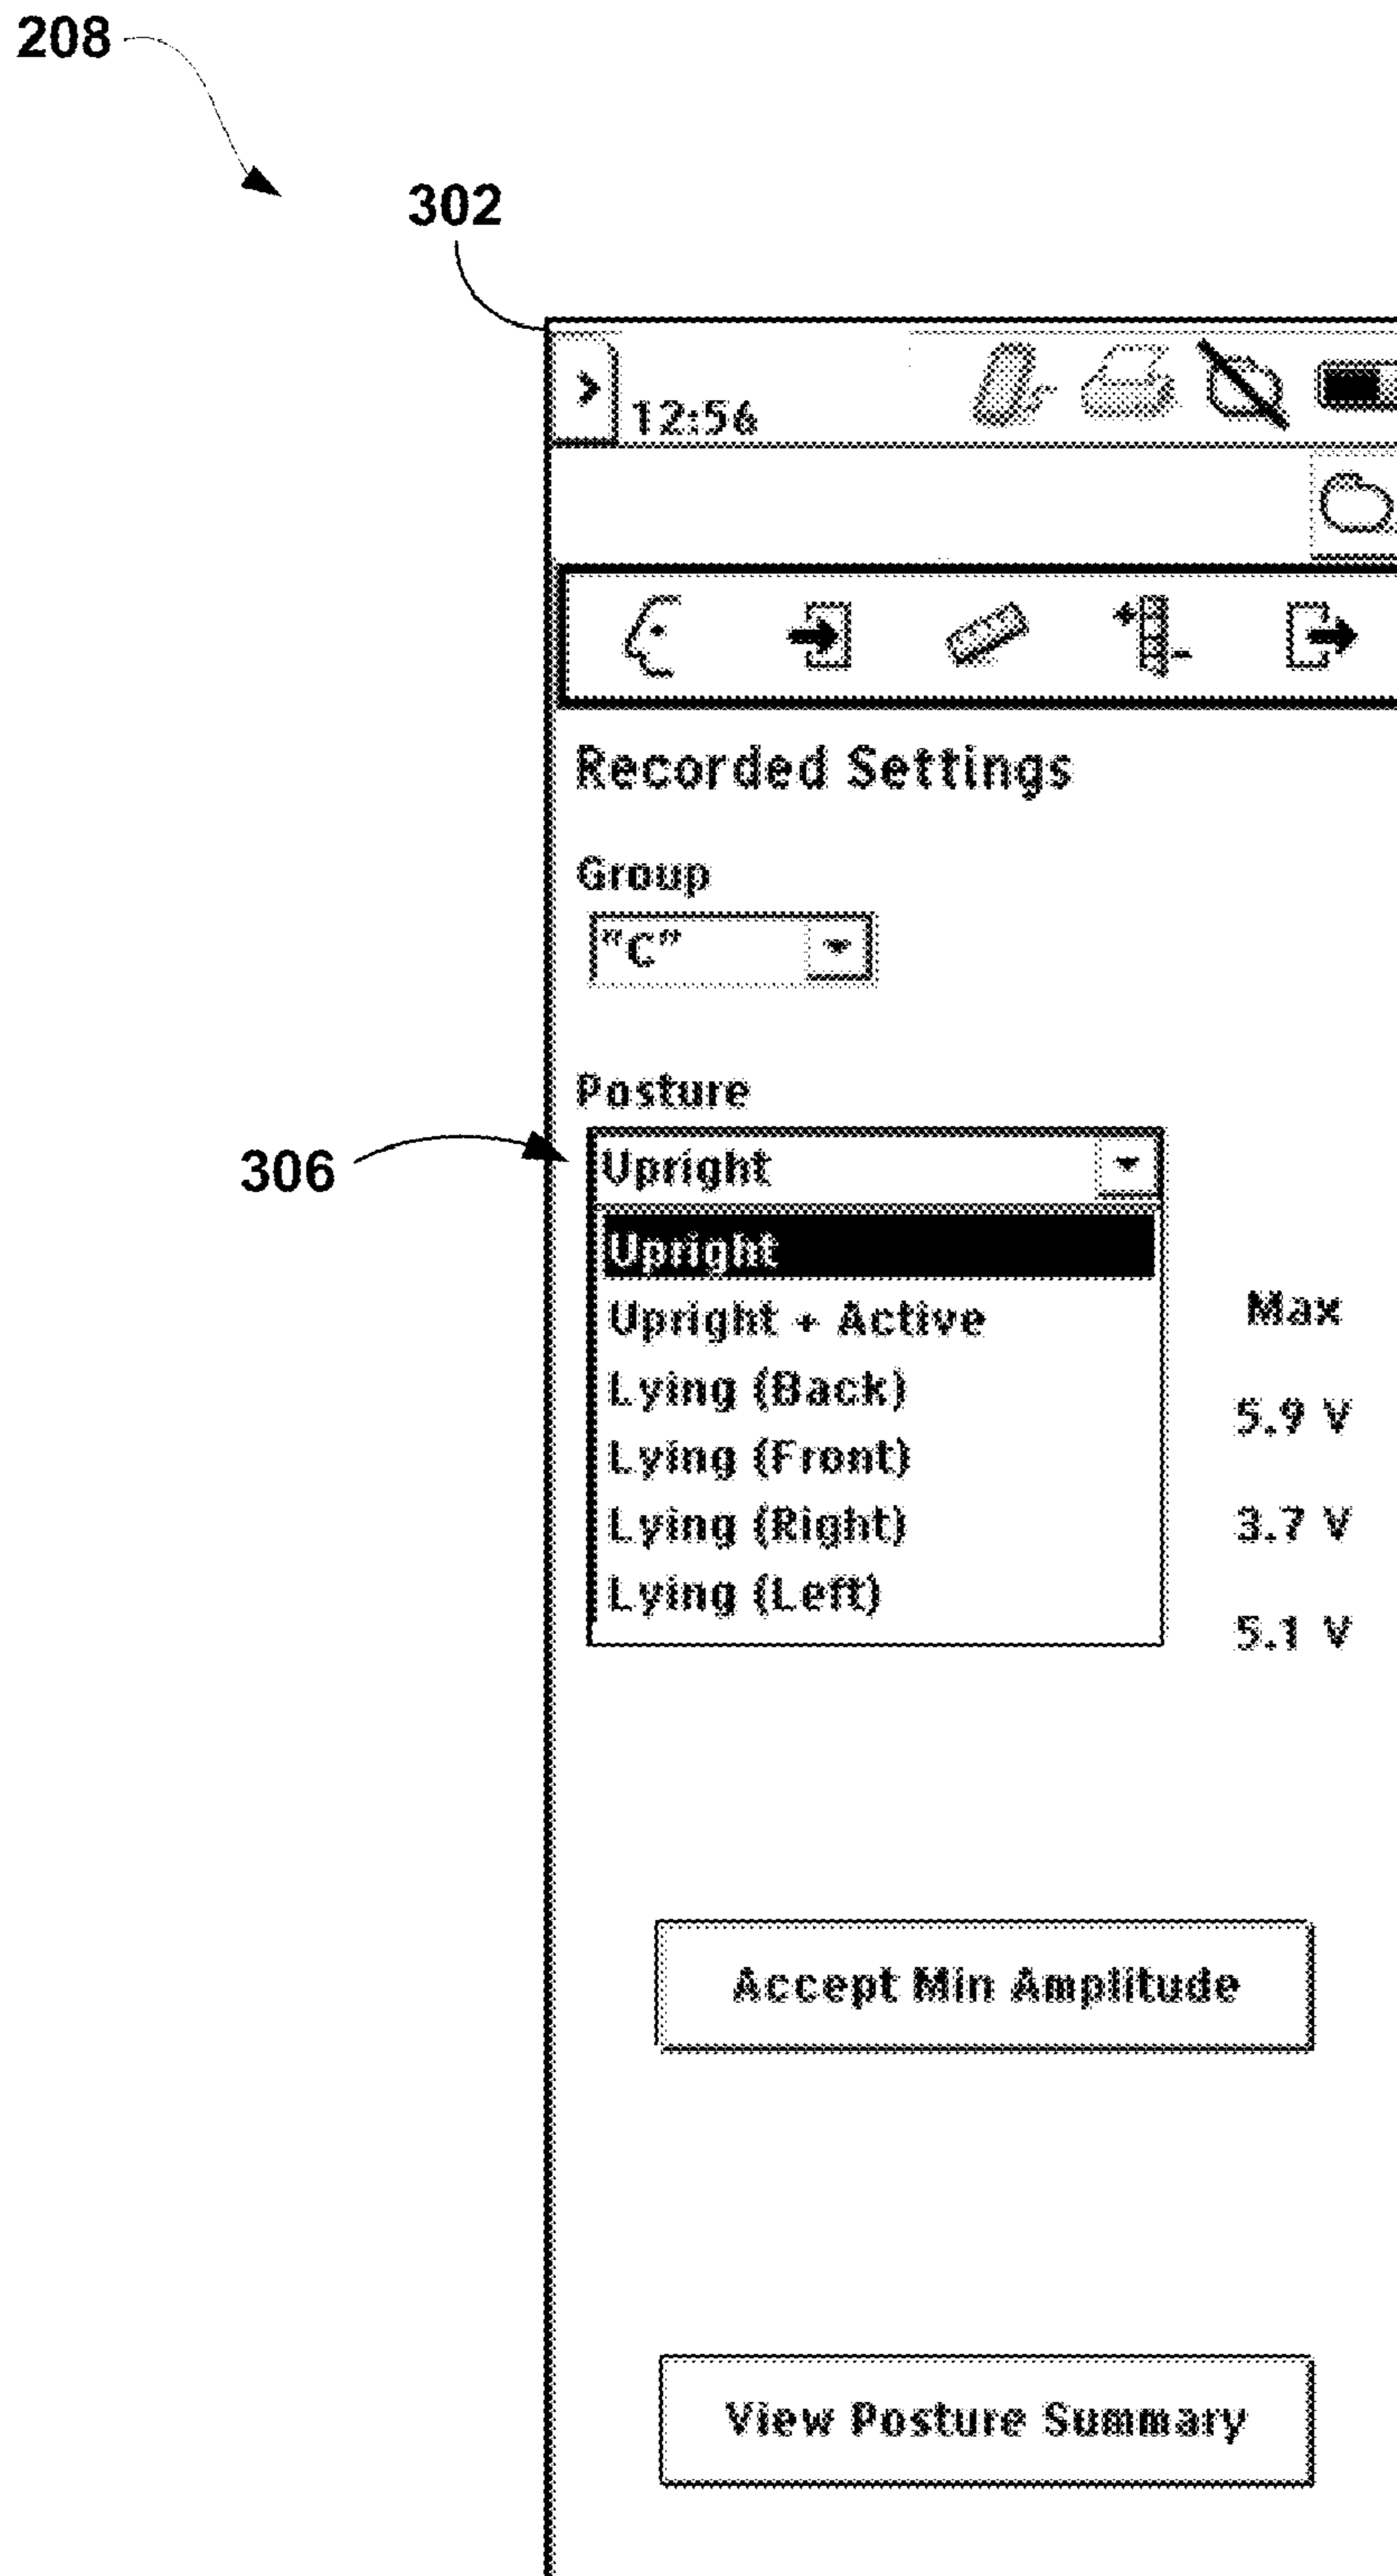 208
302
12:56
Recorded Settings
Group
"C"
Posture
306
Upright
Upright
Upright + Active
Max
Lying (Back)
5.9 V
Lying (Front)
Lying (Right)
3.7 V
Lying (Left)
5.1 V
Accept Min Amplitude
View Posture Summary